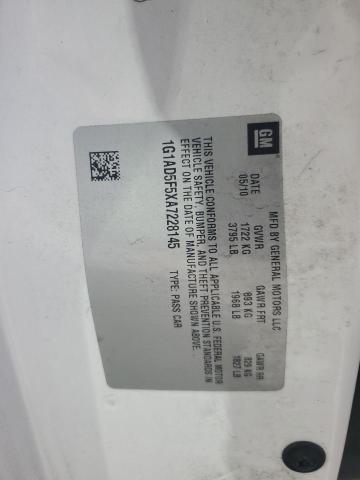 GM
MFD BY GENERAL MOTORS LLC
DATE GVWR GAWR FRT GAWR RR
05/10 1722 KG 893 KG 829 KG
3795 LB 1968 LB 1827 LB
THIS VEHICLE CONFORMS TO ALL APPLICABLE U.S. FEDERAL MOTOR
VEHICLE SAFETY, BUMPER, AND THEFT PREVENTION STANDARDS IN
EFFECT ON THE DATE OF MANUFACTURE SHOWN ABOVE.
1G1AD5F5XA7228145 TYPE: PASS CAR